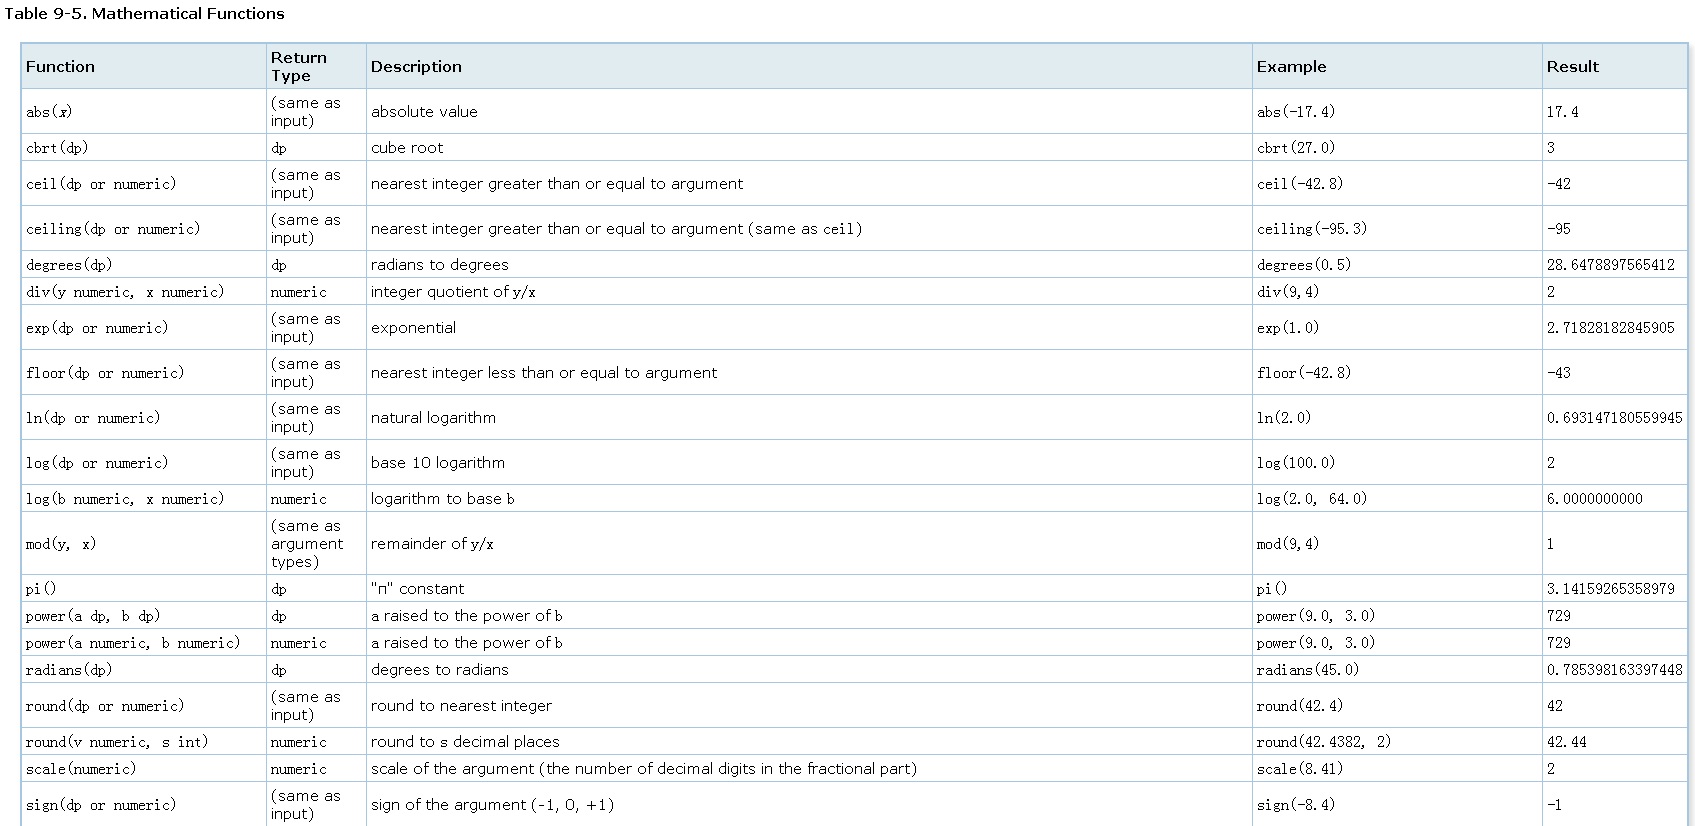 Table 9-5. Mathematical Functions
Function Return Type Description Example Result
abs(x) (same as input) absolute value abs(-17.4) 17.4
cbrt(dp) dp cube root cbrt(27.0) 3
ceil(dp or numeric) (same as input) nearest integer greater than or equal to argument ceil(-42.8) -42
ceiling(dp or numeric) (same as input) nearest integer greater than or equal to argument (same as ceil) ceiling(-95.3) -95
degrees(dp) dp radians to degrees degrees(0.5) 28.6478897565412
div(y numeric, x numeric) numeric integer quotient of y/x div(9,4) 2
exp(dp or numeric) (same as input) exponential exp(1.0) 2.71828182845905
floor(dp or numeric) (same as input) nearest integer less than or equal to argument floor(-42.8) -43
ln(dp or numeric) (same as input) natural logarithm ln(2.0) 0.693147180559945
log(dp or numeric) (same as input) base 10 logarithm log(100.0) 2
log(b numeric, x numeric) numeric logarithm to base b log(2.0, 64.0) 6.0000000000
mod(y, x) (same as argument types) remainder of y/x mod(9,4) 1
pi() dp "π" constant pi() 3.14159265358979
power(a dp, b dp) dp a raised to the power of b power(9.0, 3.0) 729
power(a numeric, b numeric) numeric a raised to the power of b power(9.0, 3.0) 729
radians(dp) dp degrees to radians radians(45.0) 0.785398163397448
round(dp or numeric) (same as input) round to nearest integer round(42.4) 42
round(v numeric, s int) numeric round to s decimal places round(42.4382, 2) 42.44
scale(numeric) numeric scale of the argument (the number of decimal digits in the fractional part) scale(8.41) 2
sign(dp or numeric) (same as input) sign of the argument (-1, 0, +1) sign(-8.4) -1